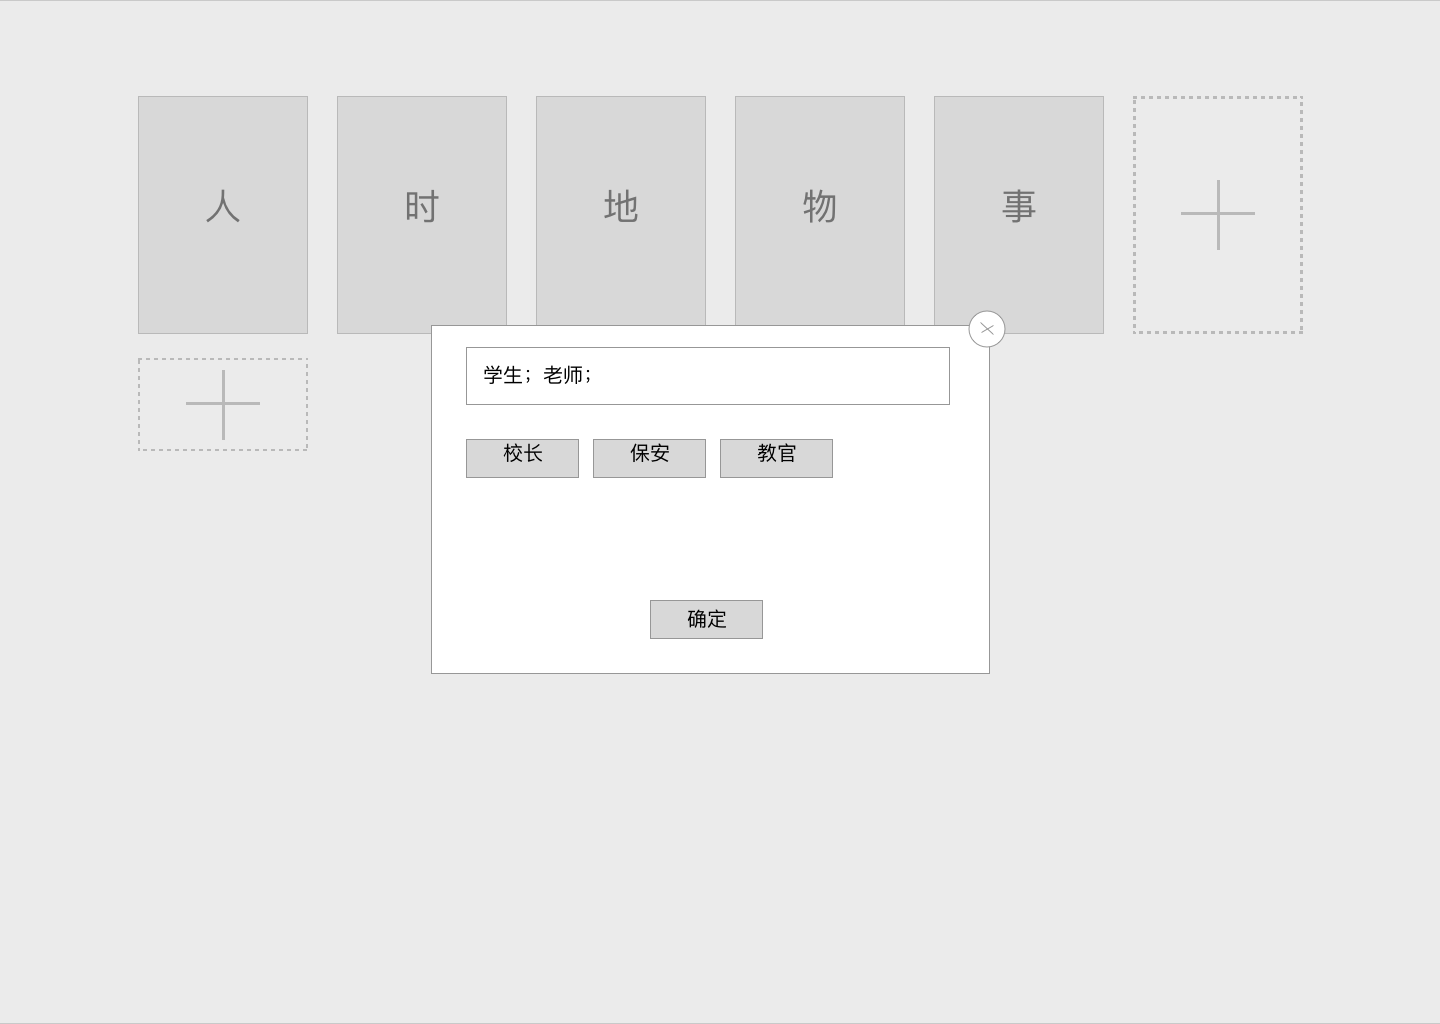 人 时 地 物 事
学生；老师；
校长 保安 教官
确定